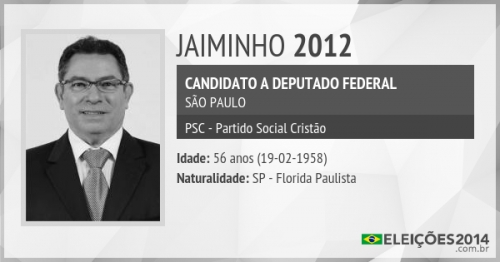 JAIMINHO 2012
CANDIDATO A DEPUTADO FEDERAL
SÃO PAULO
PSC - Partido Social Cristão
Idade: 56 anos (19-02-1958)
Naturalidade: SP - Florida Paulista
ELEIÇÕES2014
.com.br